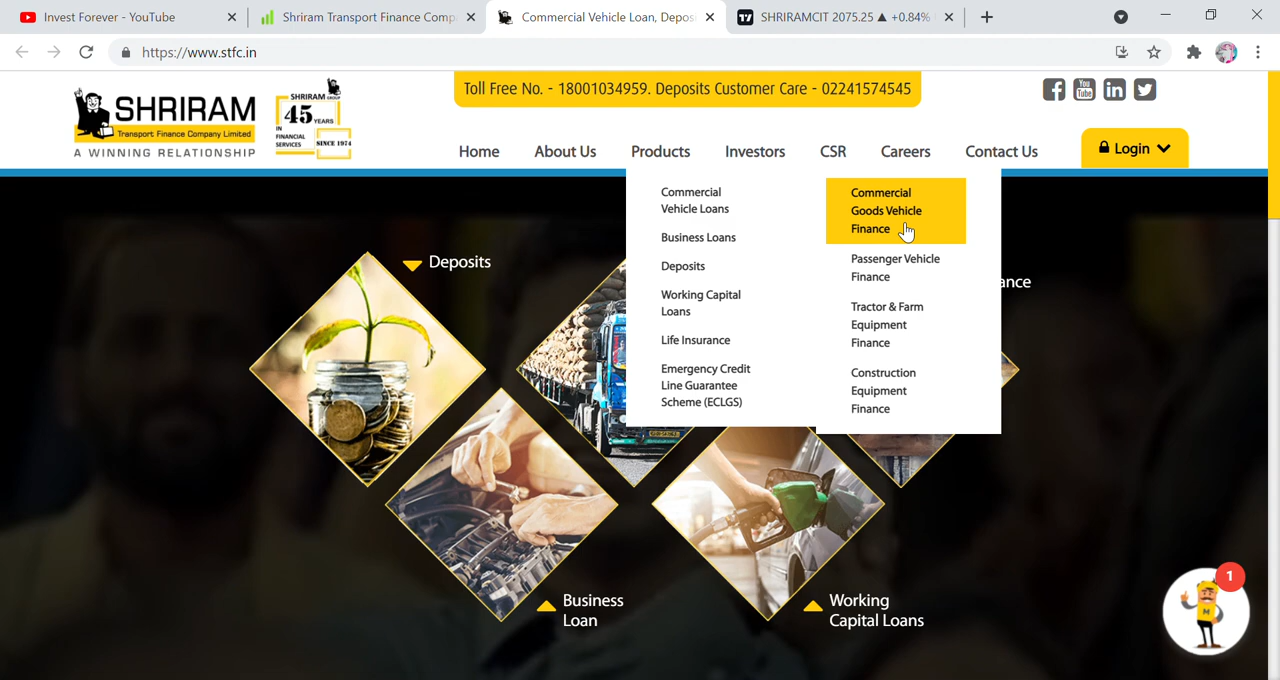 Invest Forever - YouTube
Shriram Transport Finance Comp
Commercial Vehicle Loan, Depos
SHRIRAMCIT 2075.25 ▲ +0.84%
https://www.stfc.in
SHRIRAM
Transport Finance Company Limited
A WINNING RELATIONSHIP
SHRIRAM GROUP
45 YEARS
IN FINANCIAL SERVICES
SINCE 1974
Toll Free No. - 18001034959. Deposits Customer Care - 02241574545
Home
About Us
Products
Investors
CSR
Careers
Contact Us
Login
Commercial
Vehicle Loans
Business Loans
Deposits
Working Capital
Loans
Life Insurance
Emergency Credit
Line Guarantee
Scheme (ECLGS)
Commercial
Goods Vehicle
Finance
Passenger Vehicle
Finance
Tractor & Farm
Equipment
Finance
Construction
Equipment
Finance
Deposits
ance
Business
Loan
Working
Capital Loans
1
M